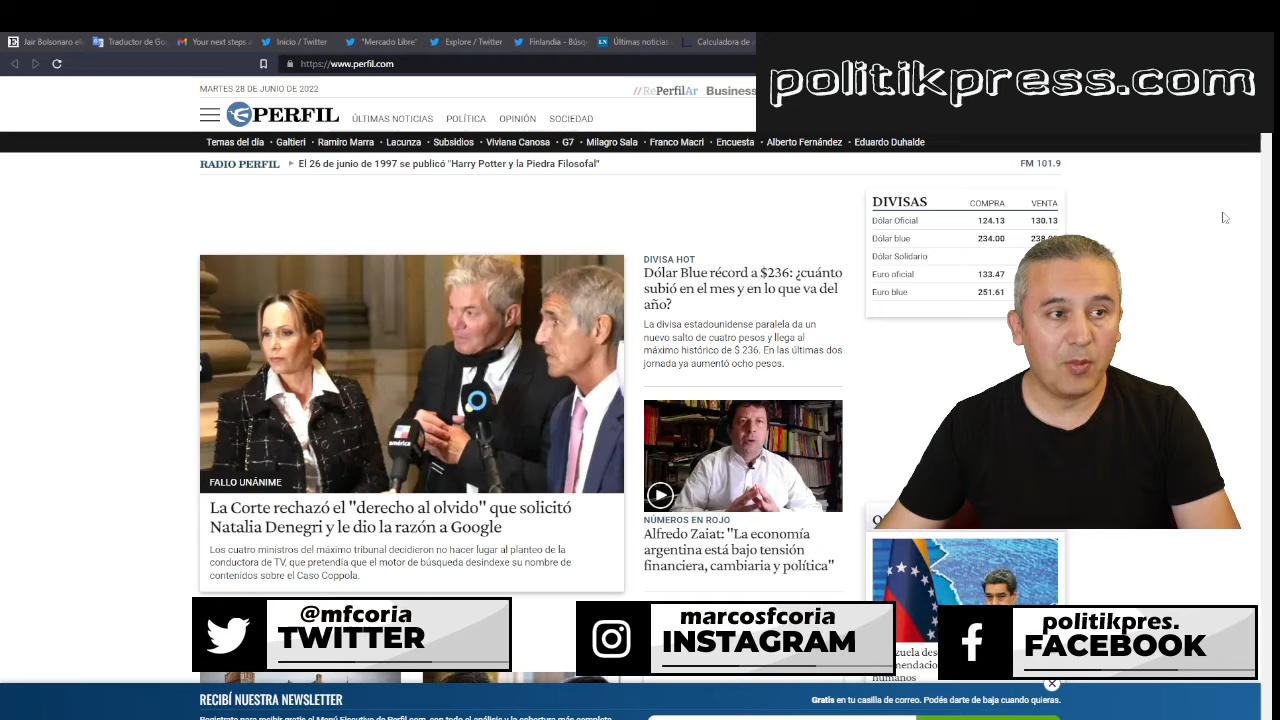 Jair Bolsonaro el
Traductor de Goo
Your next steps a
Inicio / Twitter
"Mercado Libre"
Explore / Twitter
Finlandia - Búsqu
Últimas noticias
Calculadora de
https://www.perfil.com
politikpress.com
MARTES 28 DE JUNIO DE 2022
//RePerfilAr Business
PERFIL
ÚLTIMAS NOTICIAS POLÍTICA OPINIÓN SOCIEDAD
Temas del día · Galtieri · Ramiro Marra · Lacunza · Subsidios · Viviana Canosa · G7 · Milagro Sala · Franco Macri · Encuesta · Alberto Fernández · Eduardo Duhalde
RADIO PERFIL El 26 de junio de 1997 se publicó "Harry Potter y la Piedra Filosofal" FM 101.9
DIVISAS COMPRA VENTA
Dólar Oficial 124.13 130.13
Dólar blue 234.00
Dólar Solidario
Euro oficial 133.47
Euro blue 251.61
américa
FALLO UNÁNIME
La Corte rechazó el "derecho al olvido" que solicitó
Natalia Denegri y le dio la razón a Google
Los cuatro ministros del máximo tribunal decidieron no hacer lugar al planteo de la
conductora de TV, que pretendía que el motor de búsqueda desindexe su nombre de
contenidos sobre el Caso Coppola.
DIVISA HOT
Dólar Blue récord a $236: ¿cuánto
subió en el mes y en lo que va del
año?
La divisa estadounidense paralela da un
nuevo salto de cuatro pesos y llega al
máximo histórico de $ 236. En las últimas dos
jornada ya aumentó ocho pesos.
NÚMEROS EN ROJO
Alfredo Zaiat: "La economía
argentina está bajo tensión
financiera, cambiaria y política"
humanos
@mfcoria
TWITTER
marcosfcoria
INSTAGRAM
politikpres.
FACEBOOK
RECIBÍ NUESTRA NEWSLETTER
Gratis en tu casilla de correo. Podés darte de baja cuando quieras.